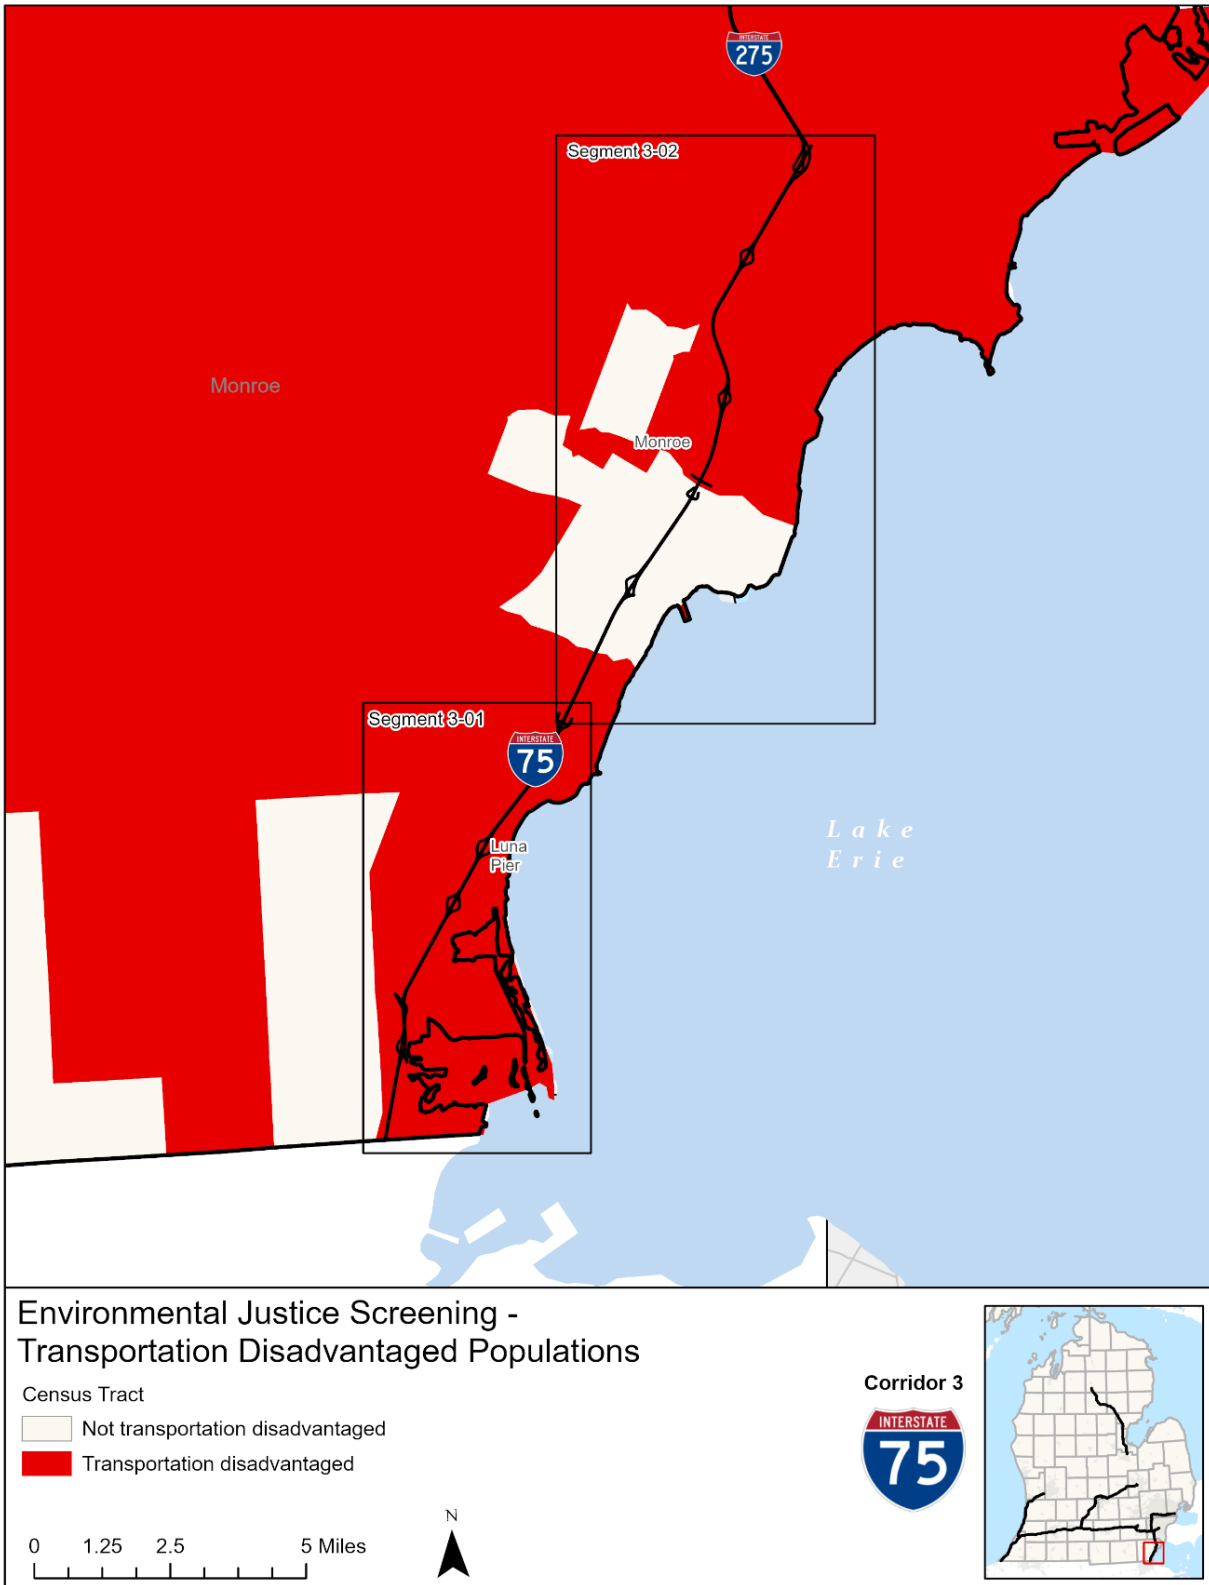 INTERSTATE
275
Segment 3-02
Monroe
Monroe
Segment 3-01
INTERSTATE
75
Luna
Pier
Lake
Erie
Environmental Justice Screening -
Transportation Disadvantaged Populations
Census Tract
Not transportation disadvantaged
Transportation disadvantaged
0 1.25 2.5 5 Miles
N
Corridor 3
INTERSTATE
75